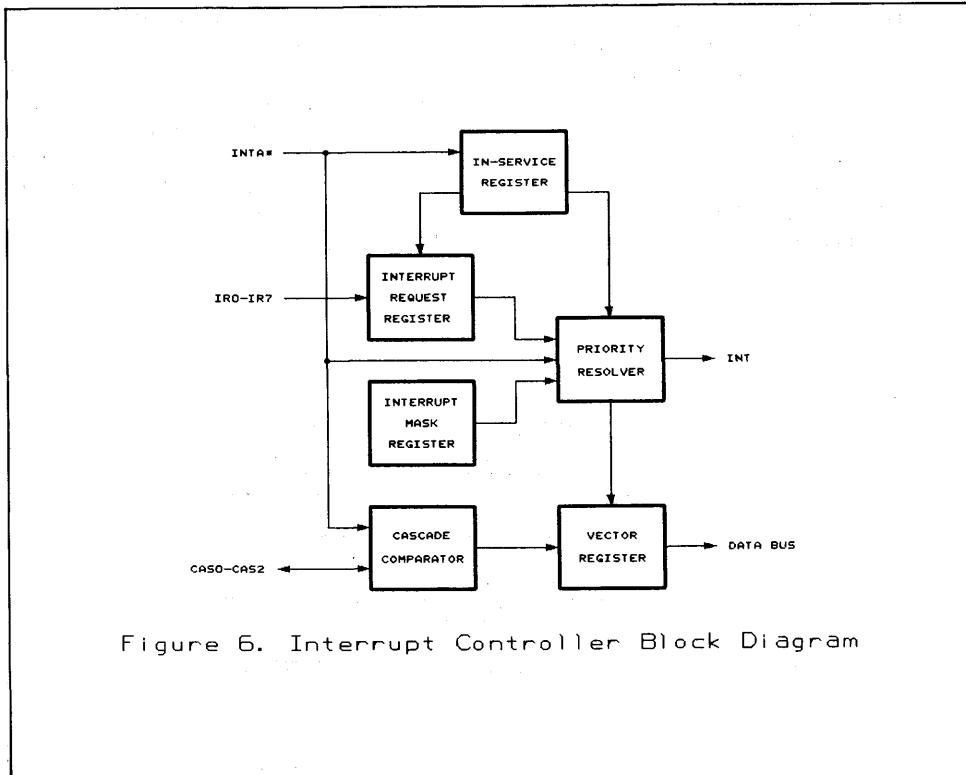 INTA#
IN-SERVICE
REGISTER
INTERRUPT
REQUEST
REGISTER
IR0-IR7
PRIORITY
RESOLVER
INT
INTERRUPT
MASK
REGISTER
CASCADE
COMPARATOR
CAS0-CAS2
VECTOR
REGISTER
DATA BUS
Figure 6. Interrupt Controller Block Diagram